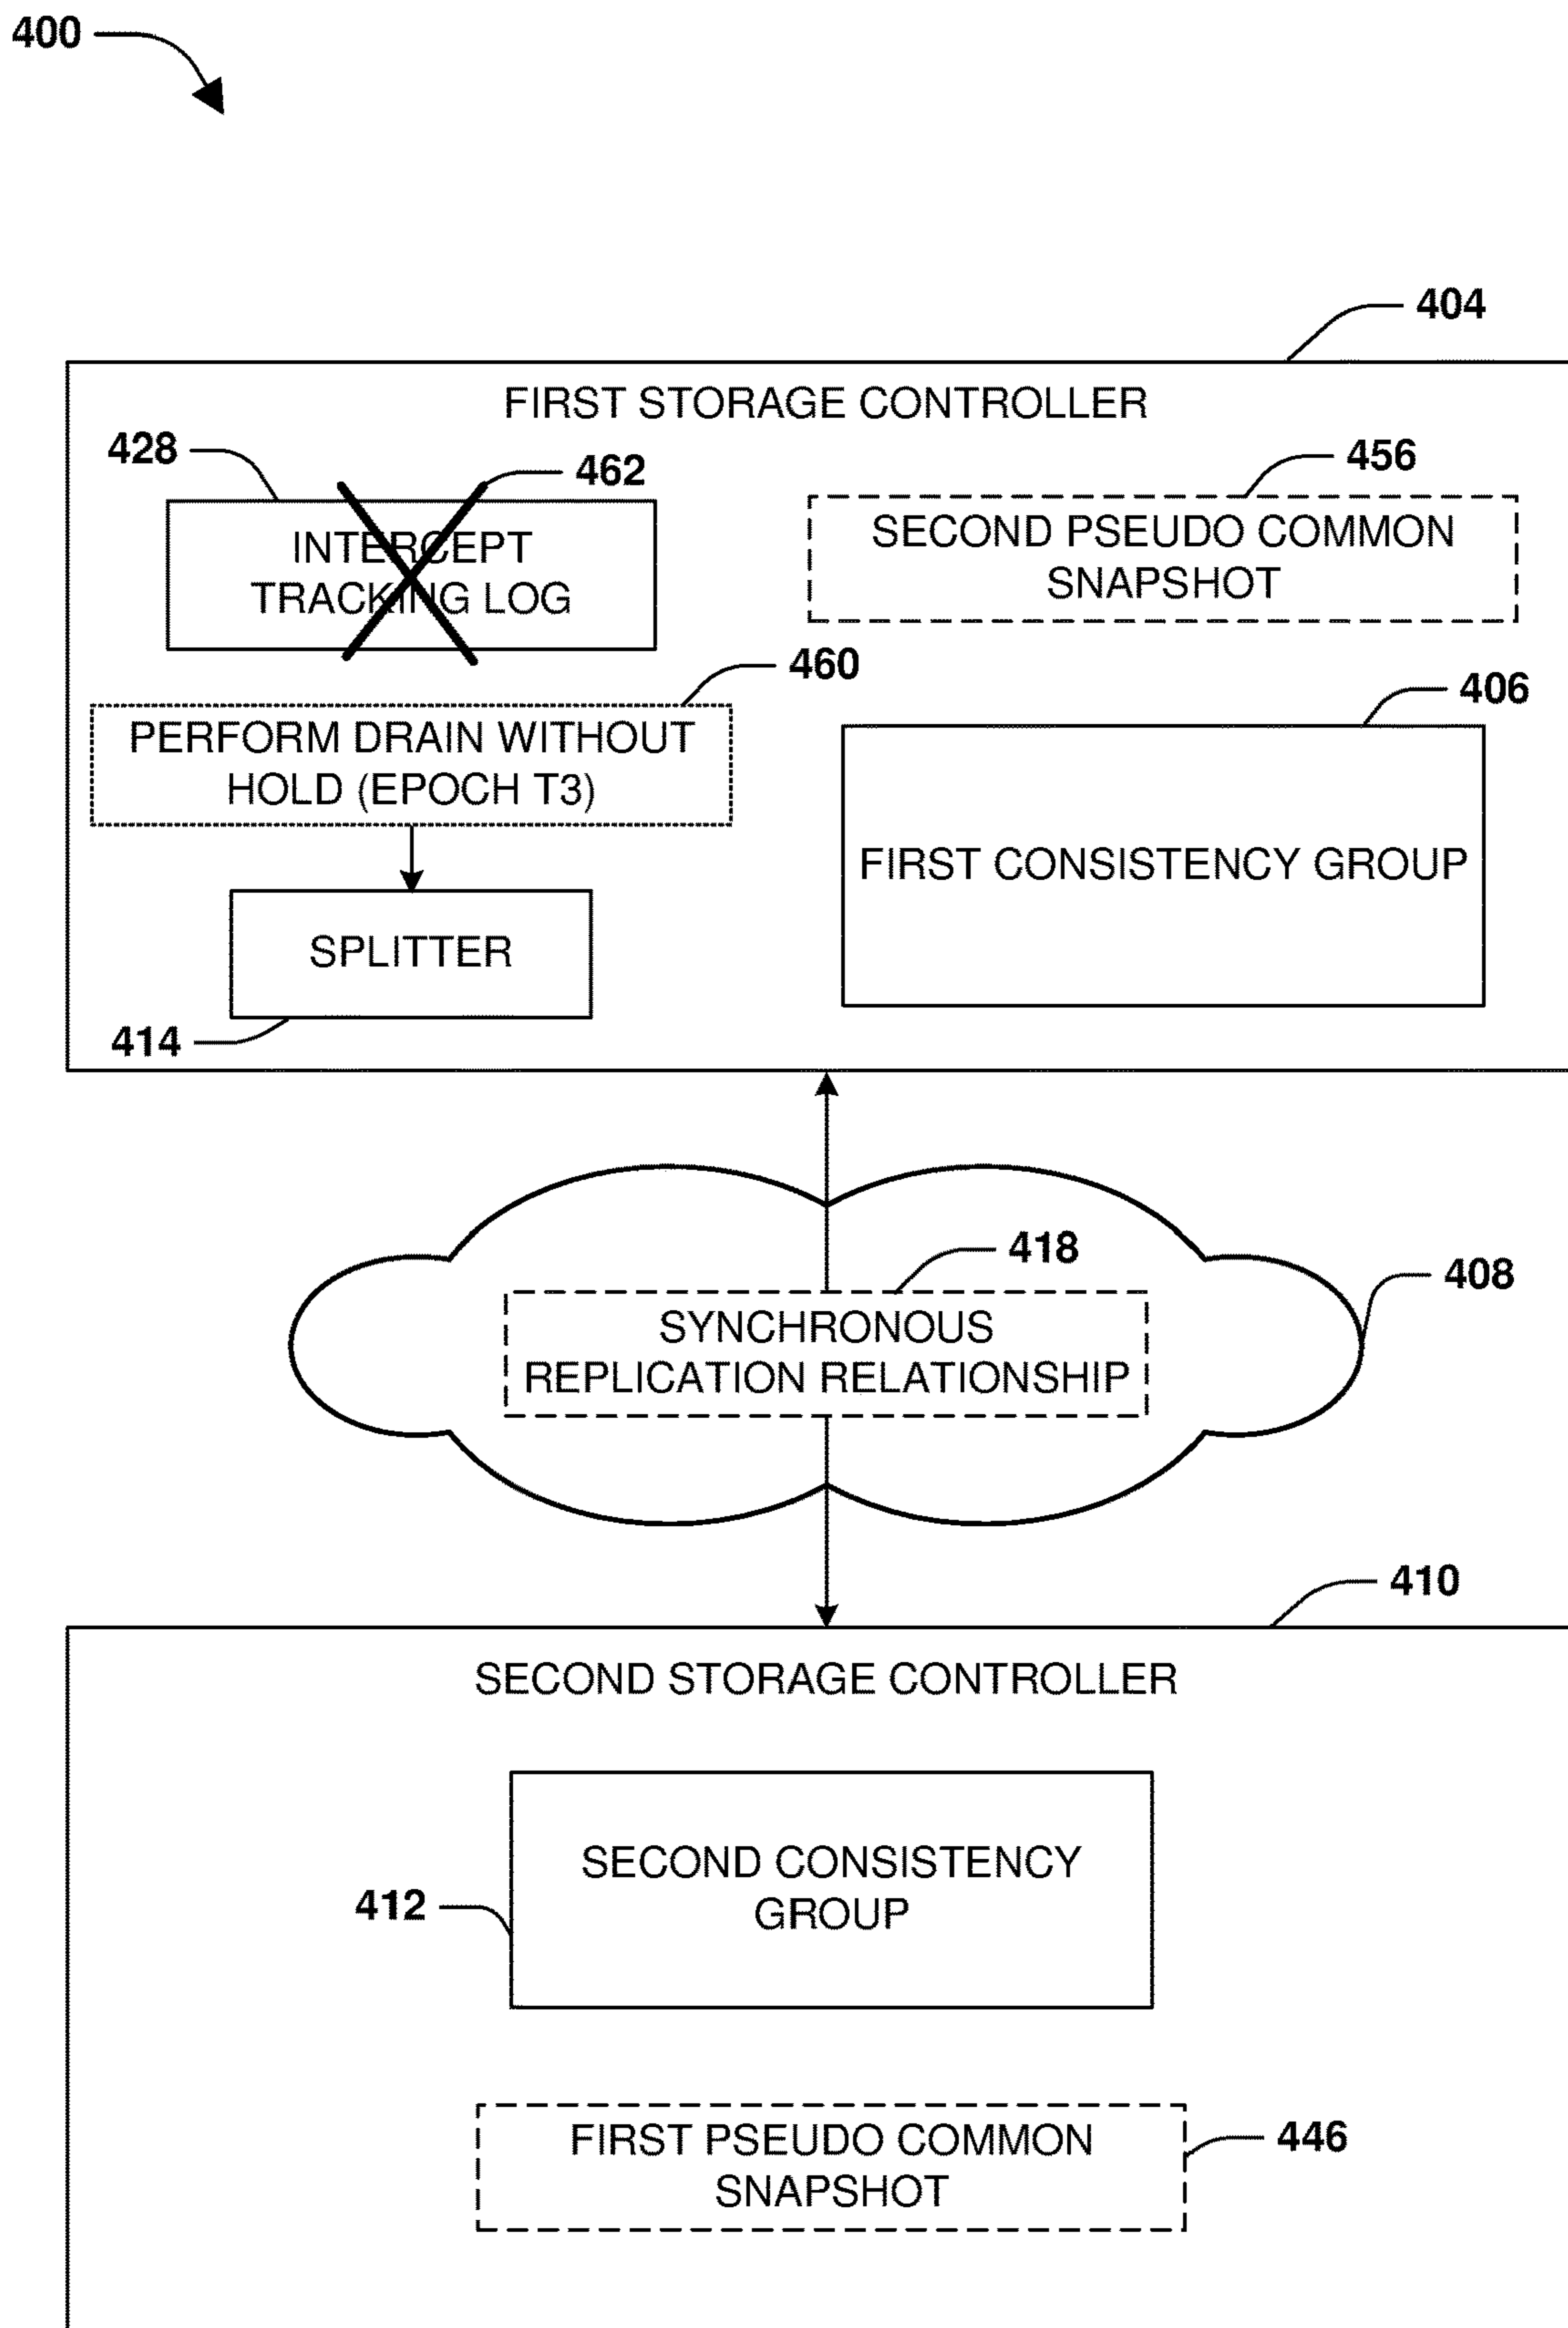 400
404
FIRST STORAGE CONTROLLER
428
462
456
INTERCEPT
TRACKING LOG
SECOND PSEUDO COMMON
SNAPSHOT
460
406
PERFORM DRAIN WITHOUT
HOLD (EPOCH T3)
FIRST CONSISTENCY GROUP
SPLITTER
414
418
408
SYNCHRONOUS
REPLICATION RELATIONSHIP
410
SECOND STORAGE CONTROLLER
SECOND CONSISTENCY
GROUP
412
FIRST PSEUDO COMMON
SNAPSHOT
446